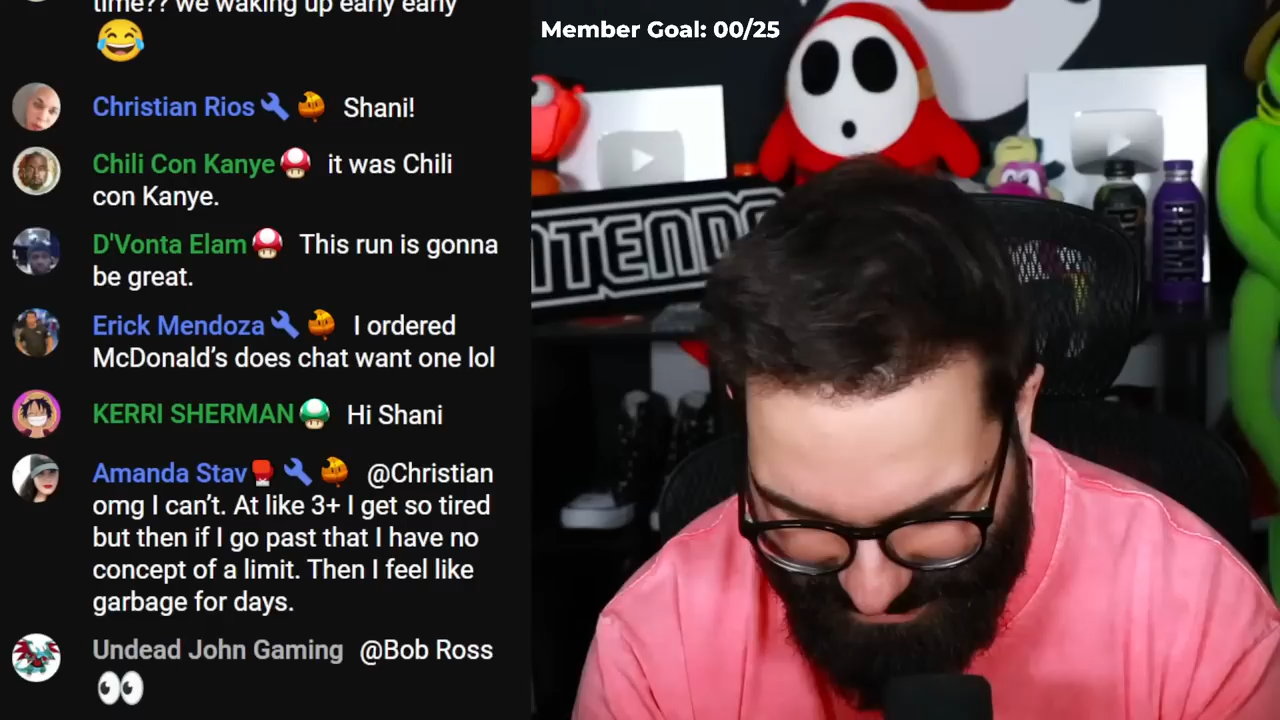 time?? we waking up early early
Member Goal: 00/25
Christian Rios Shani!
Chili Con Kanye it was Chili
con Kanye.
D'Vonta Elam This run is gonna
be great.
Erick Mendoza I ordered
McDonald’s does chat want one lol
KERRI SHERMAN Hi Shani
Amanda Stav @Christian
omg I can’t. At like 3+ I get so tired
but then if I go past that I have no
concept of a limit. Then I feel like
garbage for days.
Undead John Gaming @Bob Ross
PRIME